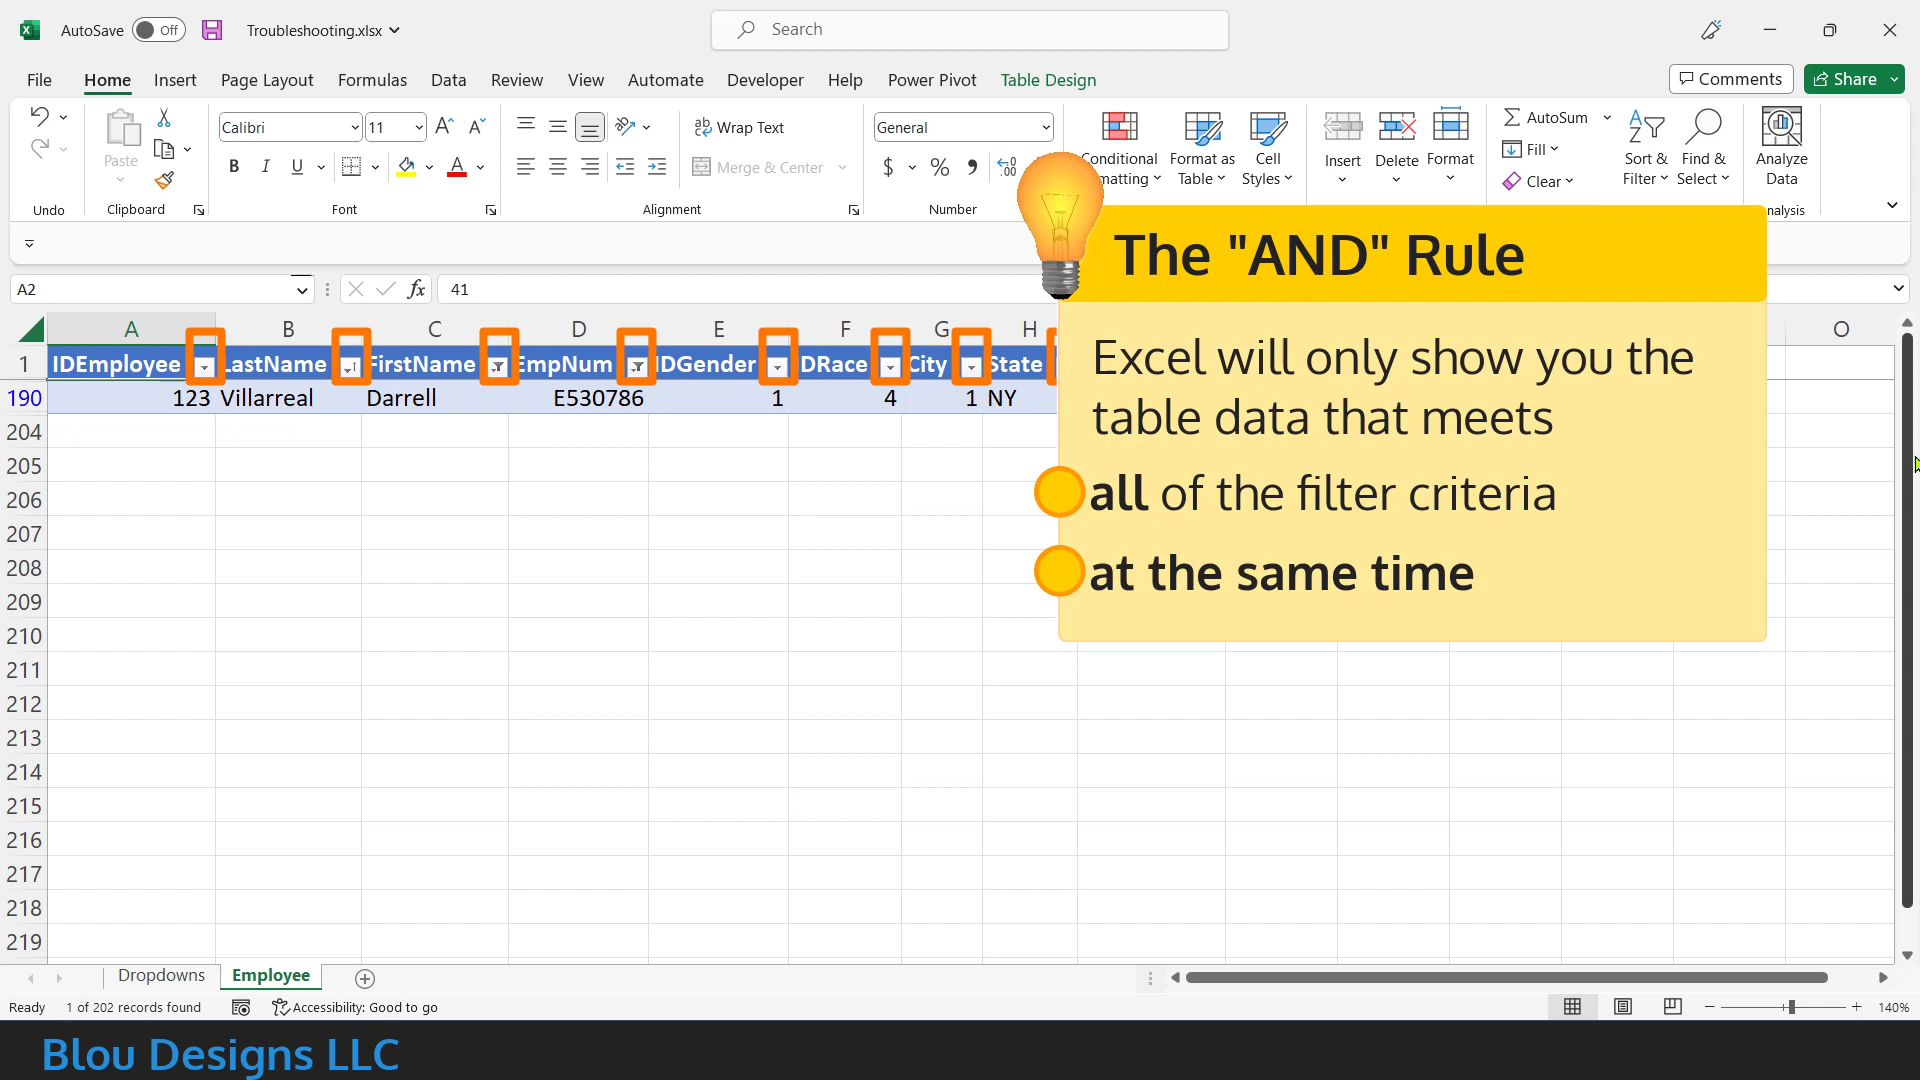 AutoSave Off Troubleshooting.xlsx Search
File Home Insert Page Layout Formulas Data Review View Automate Developer Help Power Pivot Table Design Comments Share
Calibri 11 Wrap Text General AutoSum
Paste B I U A Merge & Center $ % Conditional Formatting Format as Table Cell Styles Insert Delete Format Fill Clear Sort & Filter Find & Select Analyze Data
Undo Clipboard Font Alignment Number nalysis
A2 fx 41
A B C D E F G H O
1 IDEmployee LastName FirstName EmpNum IDGender DRace City State
190 123 Villarreal Darrell E530786 1 4 1 NY
204
205
206
207
208
209
210
211
212
213
214
215
216
217
218
219
The "AND" Rule
Excel will only show you the
table data that meets
all of the filter criteria
at the same time
Dropdowns Employee
Ready 1 of 202 records found Accessibility: Good to go 140%
Blou Designs LLC